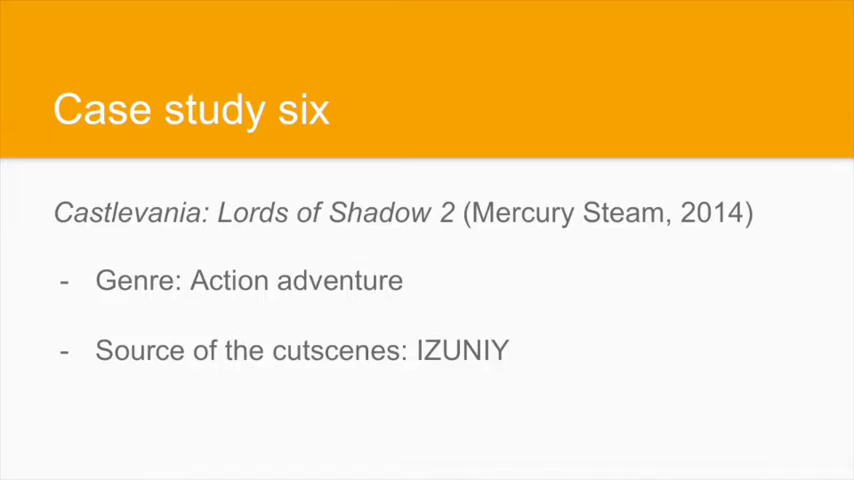 Case study six
Castlevania: Lords of Shadow 2 (Mercury Steam, 2014)
- Genre: Action adventure
- Source of the cutscenes: IZUNIY